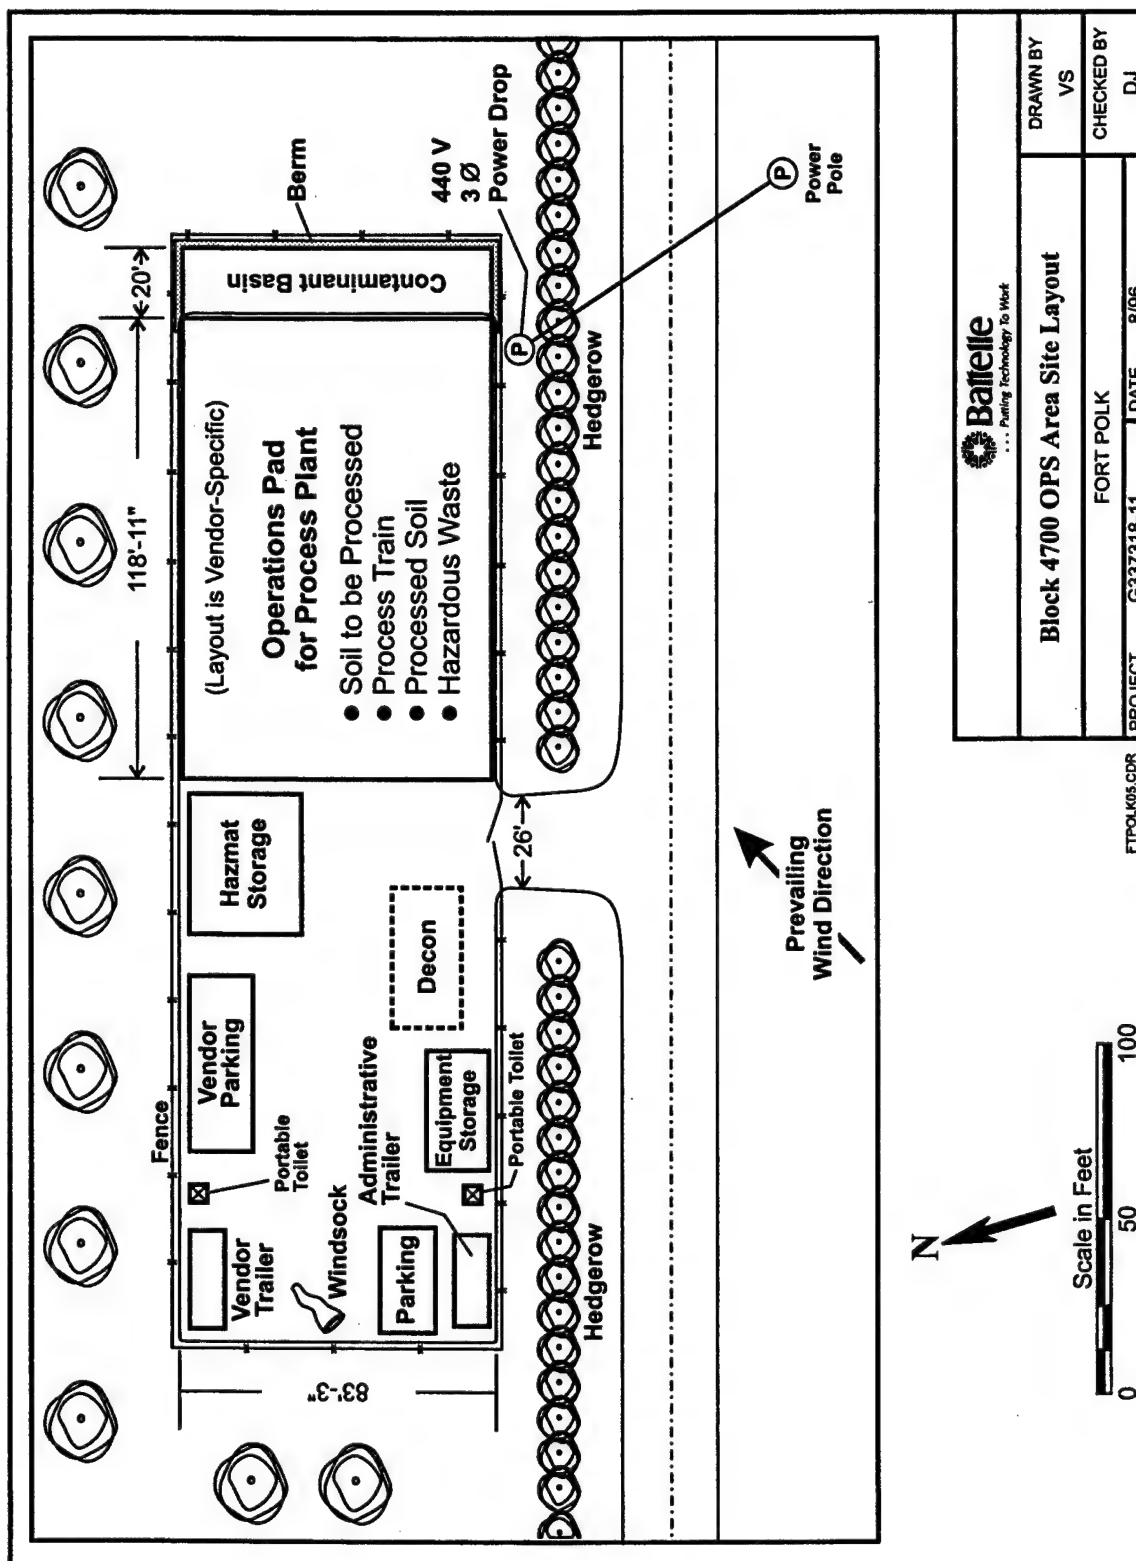 118'-11"
20'
(Layout is Vendor-Specific)
Operations Pad
for Process Plant
● Soil to be Processed
● Process Train
● Processed Soil
● Hazardous Waste
Contaminant Basin
Berm
440 V
3 Ø
Power Drop
P
P
Power
Pole
Fence
Vendor
Trailer
Portable
Toilet
Vendor
Parking
Hazmat
Storage
Windsock
Parking
Administrative
Trailer
Equipment
Storage
Portable Toilet
Decon
26'
83'-3"
Hedgerow
Hedgerow
Prevailing
Wind Direction
N
Scale in Feet
0 50 100
Battelle
. . . Putting Technology To Work
Block 4700 OPS Area Site Layout
FORT POLK
DRAWN BY
VS
CHECKED BY
DJ
PROJECT G337318-11 DATE 8/06
FTPOLK05.CDR